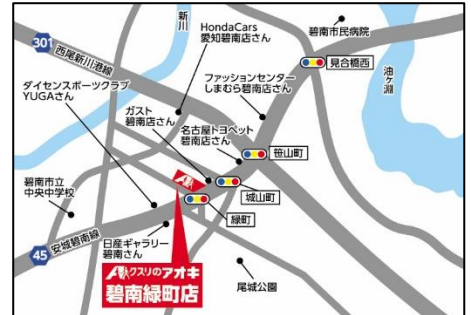 新川
HondaCars
愛知碧南店さん
碧南市民病院
301
西尾新川港線
見合橋西
油ヶ淵
ダイセンスポーツクラブ
YUGAさん
ファッションセンター
しまむら碧南店さん
ガスト
碧南店さん
名古屋トヨペット
碧南店さん
笹山町
碧南市立
中央中学校
城山町
緑町
安城碧南線
45
日産ギャラリー
碧南さん
クスリのアオキ
碧南緑町店
尾城公園